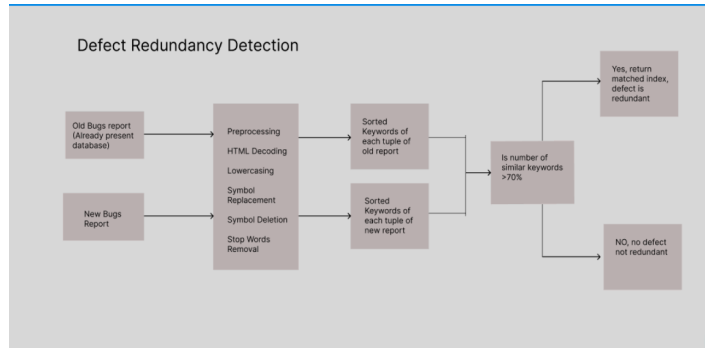 Defect Redundancy Detection
Old Bugs report
(Already present
database)
New Bugs
Report
Preprocessing
HTML Decoding
Lowercasing
Symbol
Replacement
Symbol Deletion
Stop Words
Removal
Sorted
Keywords of
each tuple of
old report
Sorted
Keywords of
each tuple of
new report
Is number of
similar keywords
>70%
Yes, return
matched index,
defect is
redundant
NO, no defect
not redundant